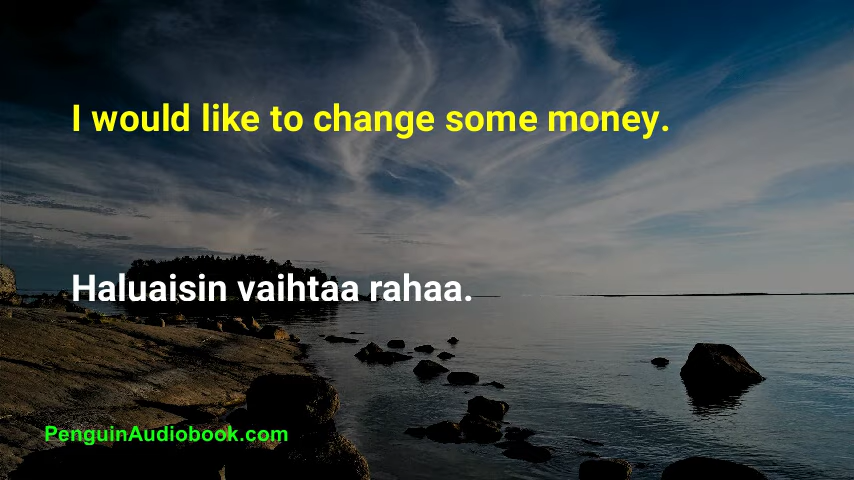 I would like to change some money.
Haluaisin vaihtaa rahaa.
PenguinAudiobook.com